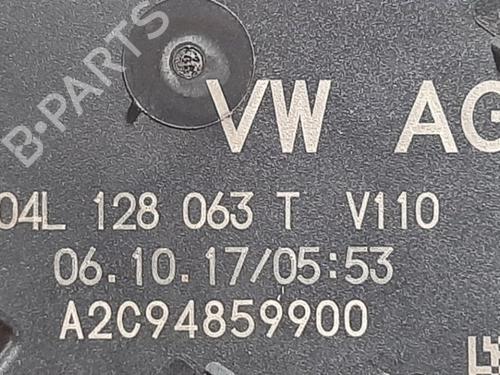 B-PARTS
VW AG
04L 128 063 T V110
06.10.17/05:53
A2C94859900